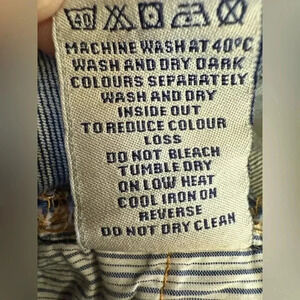 40
MACHINE WASH AT 40°C
WASH AND DRY DARK
COLOURS SEPARATELY
WASH AND DRY
INSIDE OUT
TO REDUCE COLOUR
LOSS
DO NOT BLEACH
TUMBLE DRY
ON LOW HEAT
COOL IRON ON
REVERSE
DO NOT DRY CLEAN